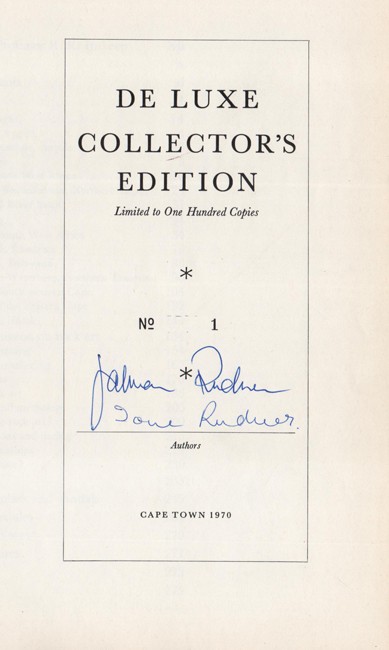 DE LUXE
COLLECTOR'S
EDITION
Limited to One Hundred Copies
*
Nº 1
*
Jalmar Rudner
Ione Rudner.
Authors
CAPE TOWN 1970